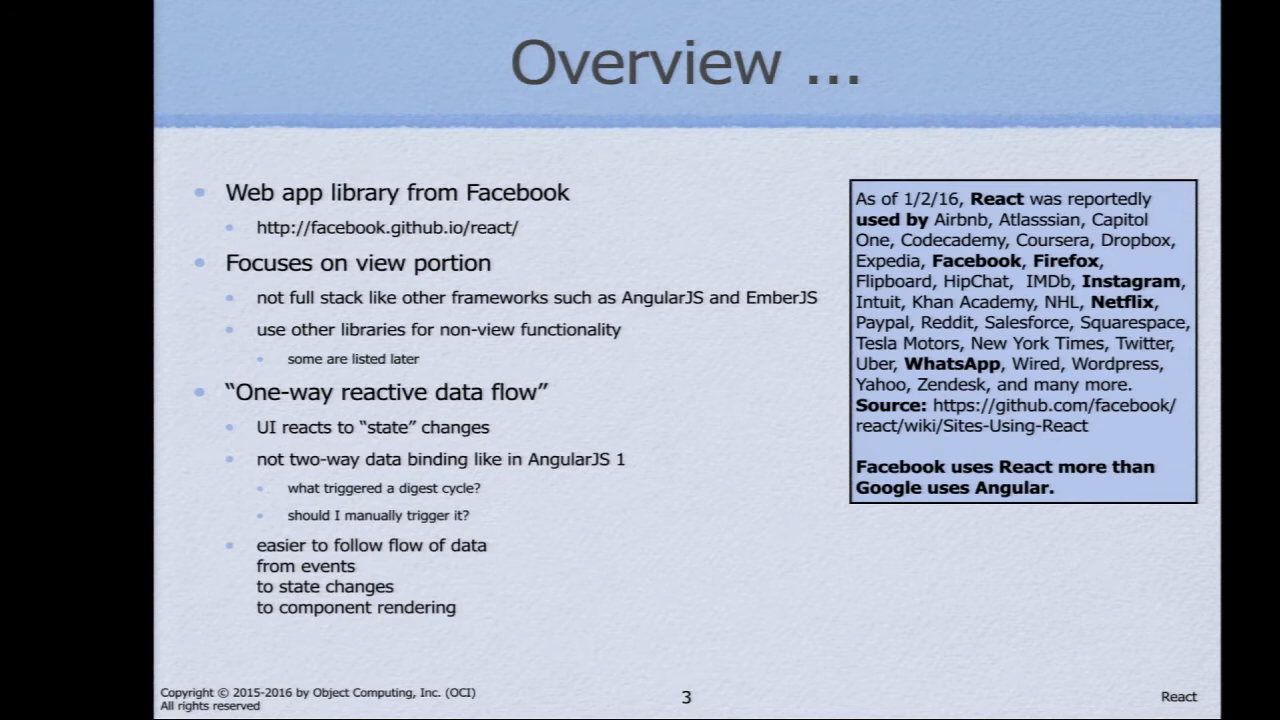 Overview ...
• Web app library from Facebook
• http://facebook.github.io/react/
• Focuses on view portion
• not full stack like other frameworks such as AngularJS and EmberJS
• use other libraries for non-view functionality
• some are listed later
• “One-way reactive data flow”
• UI reacts to “state” changes
• not two-way data binding like in AngularJS 1
• what triggered a digest cycle?
• should I manually trigger it?
• easier to follow flow of data
from events
to state changes
to component rendering
As of 1/2/16, React was reportedly
used by Airbnb, Atlasssian, Capitol
One, Codecademy, Coursera, Dropbox,
Expedia, Facebook, Firefox,
Flipboard, HipChat, IMDb, Instagram,
Intuit, Khan Academy, NHL, Netflix,
Paypal, Reddit, Salesforce, Squarespace,
Tesla Motors, New York Times, Twitter,
Uber, WhatsApp, Wired, Wordpress,
Yahoo, Zendesk, and many more.
Source: https://github.com/facebook/
react/wiki/Sites-Using-React
Facebook uses React more than
Google uses Angular.
Copyright © 2015-2016 by Object Computing, Inc. (OCI)
All rights reserved
3
React